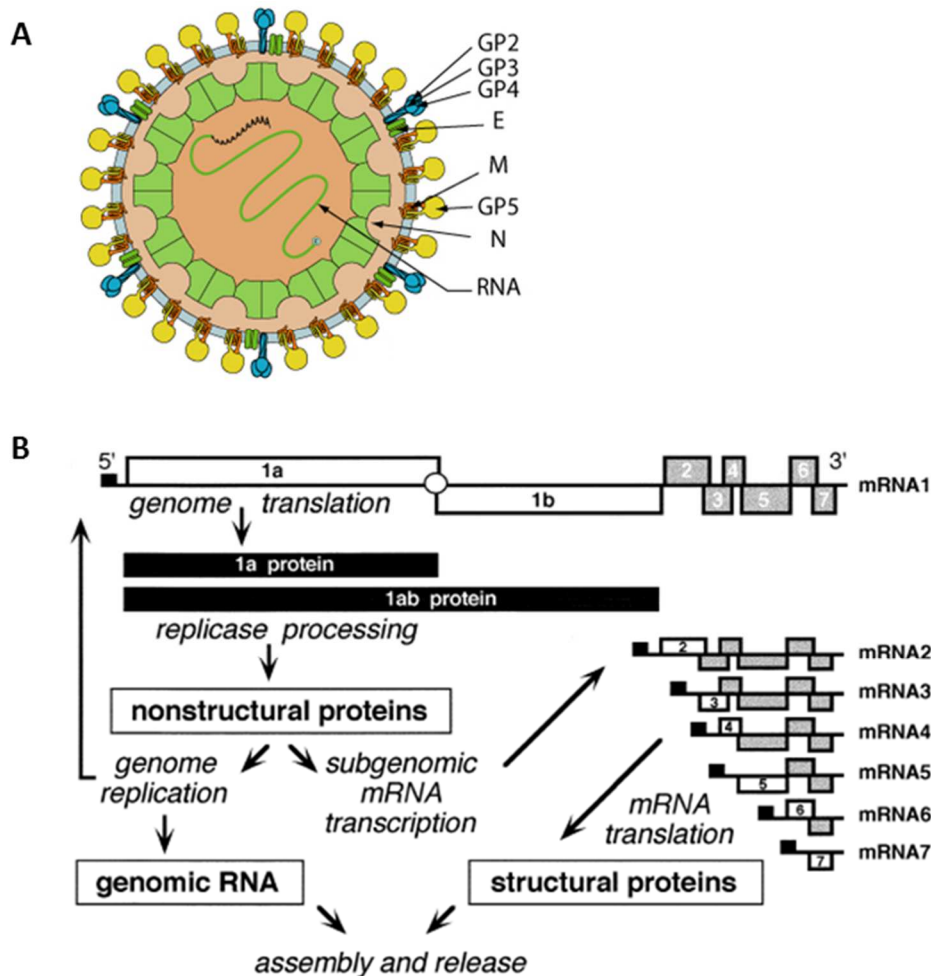 A
GP2
GP3
GP4
E
M
GP5
N
RNA
B
5'
1a
2
4
6
3'
mRNA1
1b
3
5
7
genome translation
1a protein
1ab protein
replicase processing
2
mRNA2
nonstructural proteins
3
mRNA3
4
mRNA4
genome
replication
subgenomic
mRNA
transcription
5
mRNA5
mRNA
translation
6
mRNA6
7
mRNA7
genomic RNA
structural proteins
assembly and release